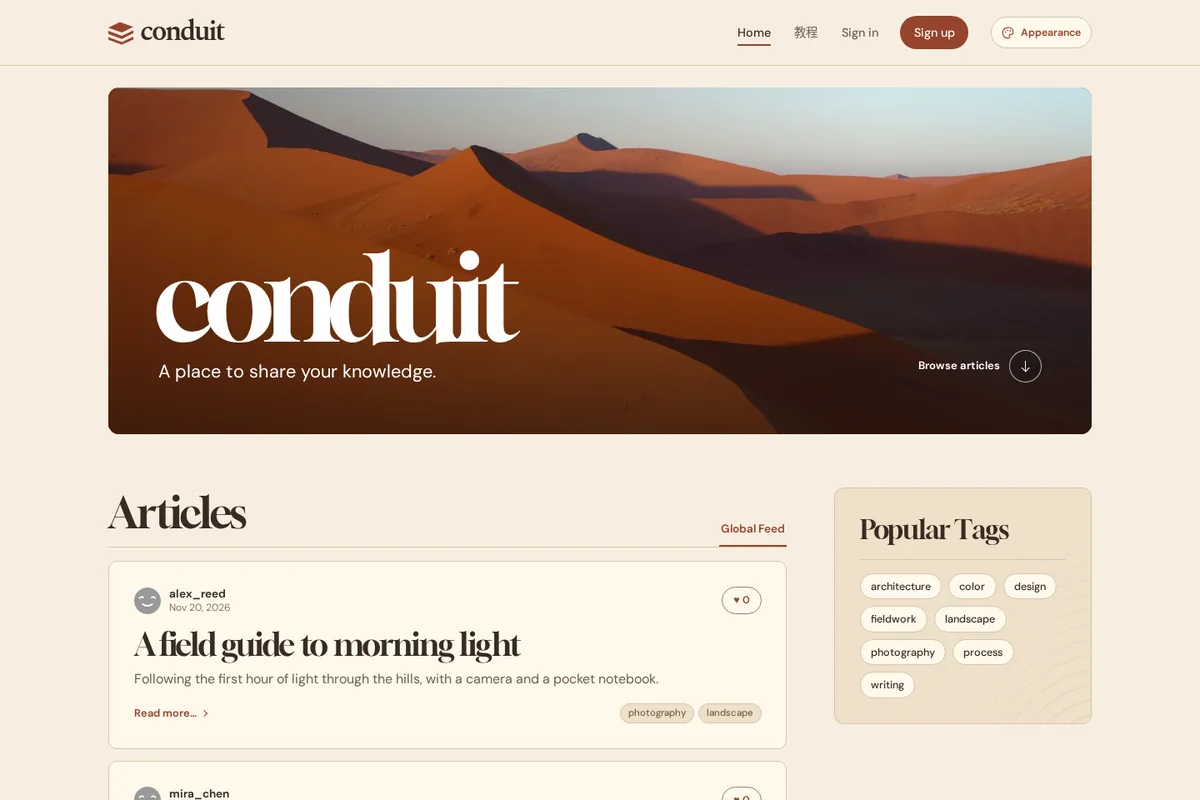 conduit
Home
教程
Sign in
Sign up
Appearance
conduit
A place to share your knowledge.
Browse articles
Articles
Global Feed
alex_reed
Nov 20, 2026
♥ 0
A field guide to morning light
Following the first hour of light through the hills, with a camera and a pocket notebook.
Read more...
photography
landscape
mira_chen
♥ 0
Popular Tags
architecture
color
design
fieldwork
landscape
photography
process
writing